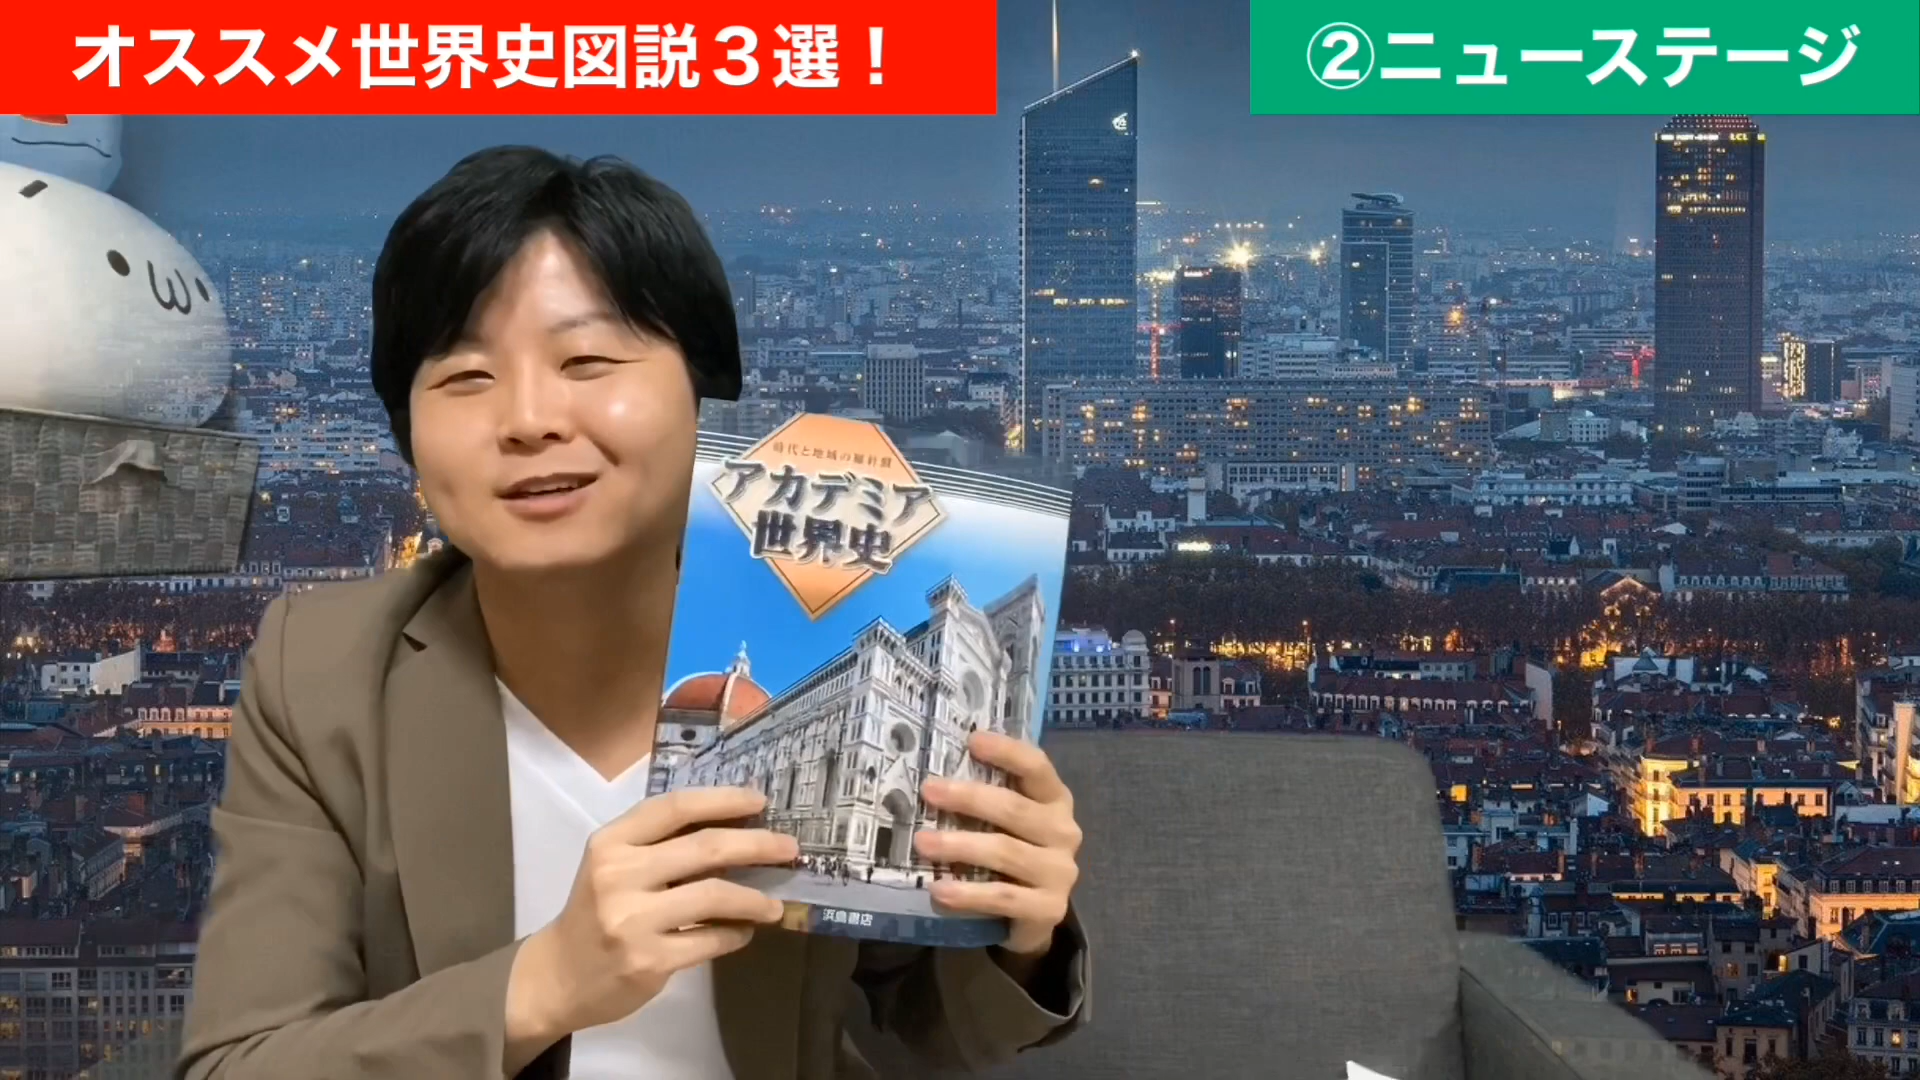 オススメ世界史図説３選！
②ニューステージ
時代と地域の羅針盤
アカデミア
世界史
浜島書店
LCL